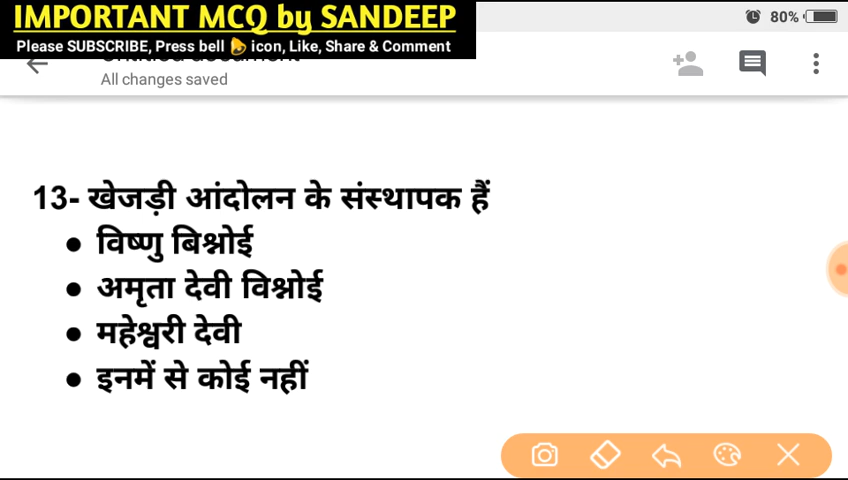 IMPORTANT MCQ by SANDEEP
80%
Please SUBSCRIBE, Press bell icon, Like, Share & Comment
All changes saved
13- खेजड़ी आंदोलन के संस्थापक हैं
● विष्णु बिश्नोई
● अमृता देवी विश्नोई
● महेश्वरी देवी
● इनमें से कोई नहीं